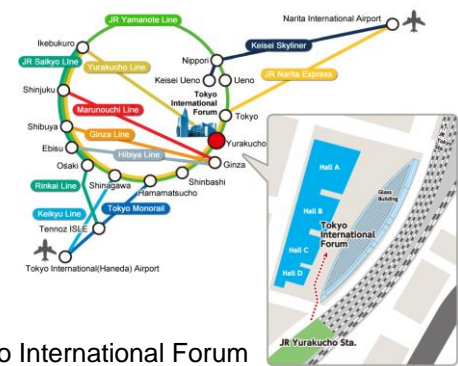 JR Yamanote Line
Narita International Airport
Ikebukuro
Nippori
Keisei Skyliner
JR Saikyo Line
Yurakucho Line
Keisei Ueno
Ueno
JR Narita Express
Shinjuku
Tokyo
International
Forum
Tokyo
Marunouchi Line
Shibuya
Ginza Line
Yurakucho
Ebisu
Hibiya Line
Ginza
Osaki
Shinbashi
Rinkai Line
Shinagawa
Hamamatsucho
Keikyu Line
Tokyo Monorail
Tennoz ISLE
Tokyo International(Haneda) Airport
Hall A
Glass
Building
Hall B
Tokyo
International
Forum
Hall C
Hall D
JR Yurakucho Sta.
o International Forum